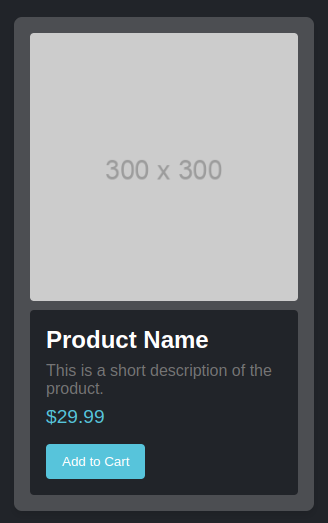 300 x 300
Product Name
This is a short description of the
product.
$29.99
Add to Cart